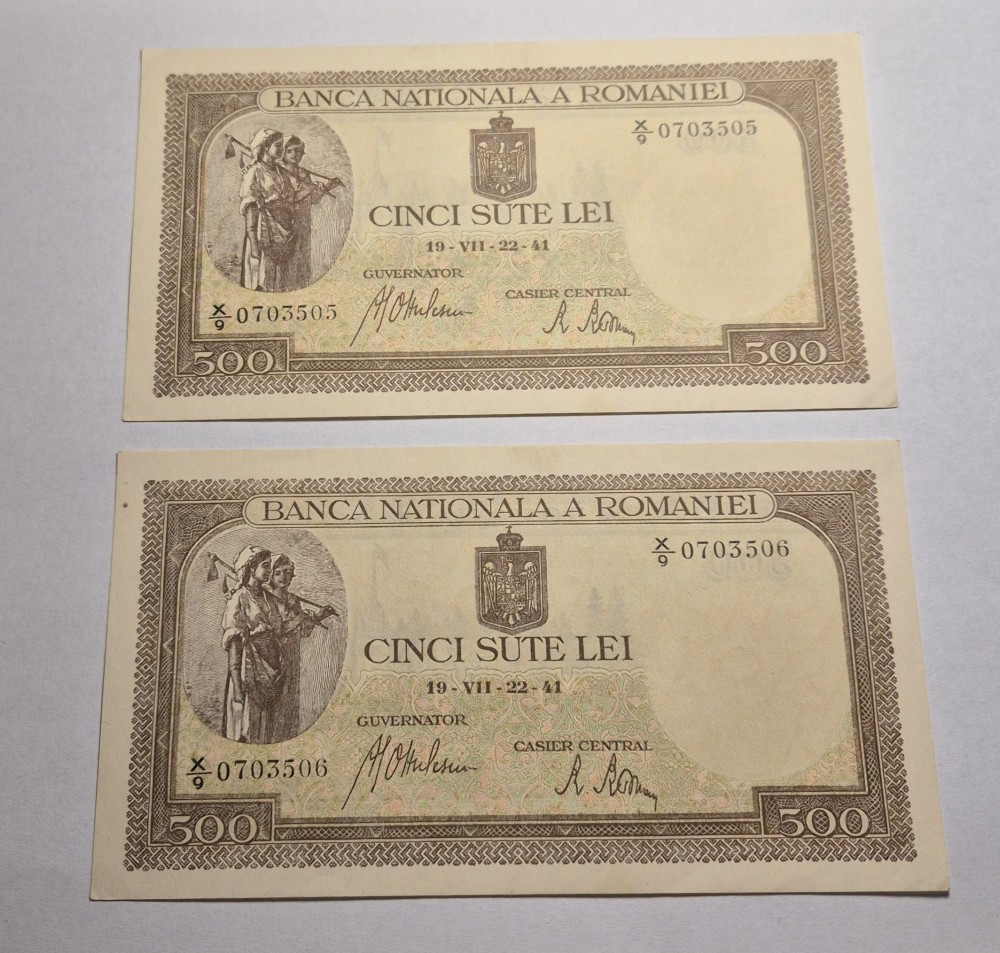 BANCA NATIONALA A ROMANIEI
X/9 0703505
CINCI SUTE LEI
19-VII-22-41
GUVERNATOR
CASIER CENTRAL
X/9 0703505
500 500
BANCA NATIONALA A ROMANIEI
X/9 0703506
CINCI SUTE LEI
19-VII-22-41
GUVERNATOR
CASIER CENTRAL
X/9 0703506
500 500